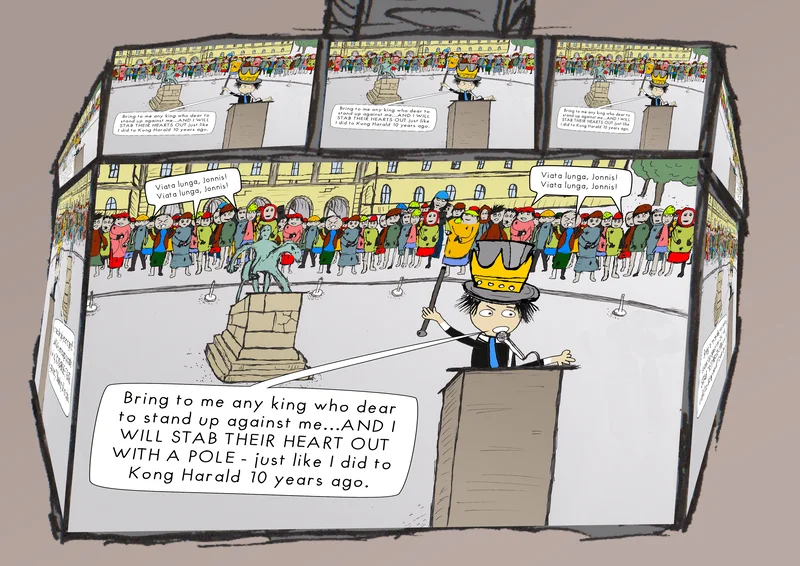 Bring to me any king who dear to
stand up against me...AND I WILL
STAB THEIR HEARTS OUT just like
I did to Kong Harald 10 years ago.
Bring to me any king who dear to
stand up against me...AND I WILL
STAB THEIR HEARTS OUT just like
I did to Kong Harald 10 years ago.
Bring to me any king who dear to
stand up against me...AND I WILL
STAB THEIR HEARTS OUT just like
I did to Kong Harald 10 years ago.
Viata lunga, Jonnis!
Viata lunga, Jonnis!
Viata lunga, Jonnis!
Viata lunga, Jonnis!
Bring to me any king who dear
to stand up against me...AND I
WILL STAB THEIR HEART OUT
WITH A POLE - just like I did to
Kong Harald 10 years ago.